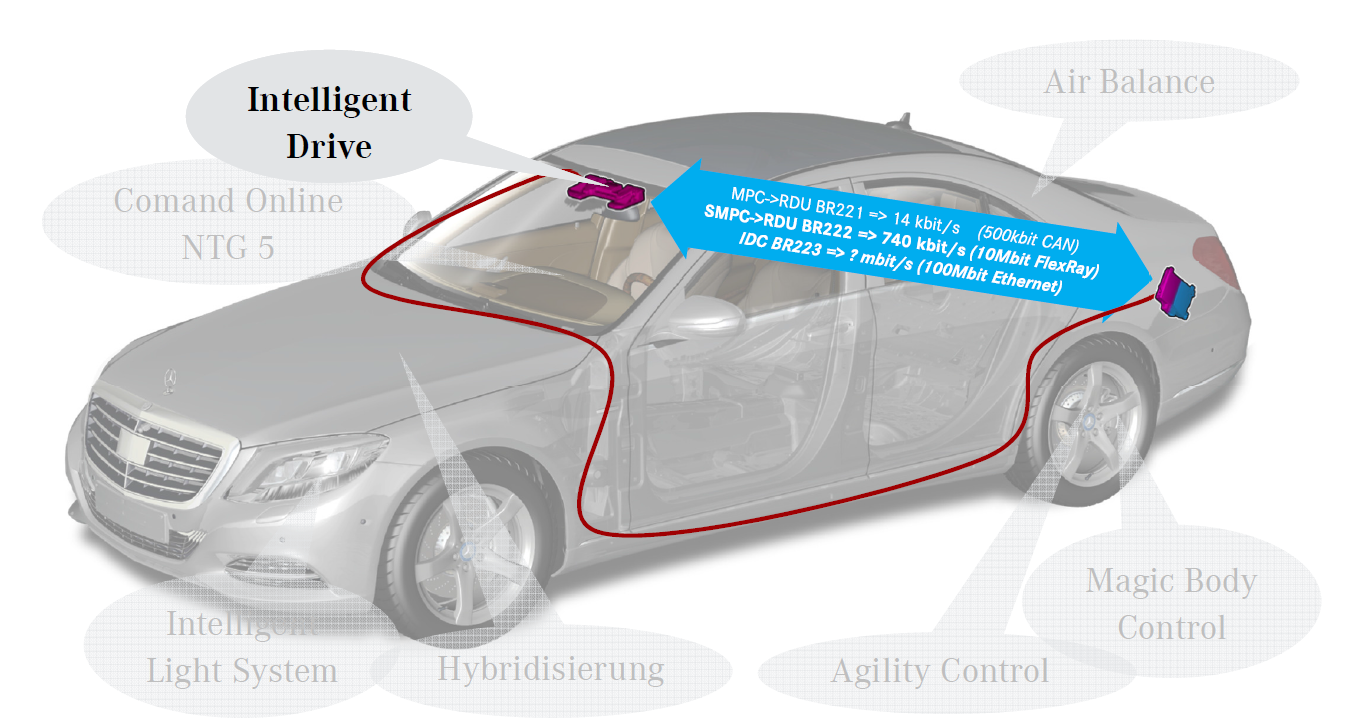 Intelligent
Drive
Air Balance
Comand Online
NTG 5
MPC->RDU BR221 => 14 kbit/s (500kbit CAN)
SMPC->RDU BR222 => 740 kbit/s (10Mbit FlexRay)
IDC BR223 => ? mbit/s (100Mbit Ethernet)
Intelligent
Light System
Hybridisierung
Agility Control
Magic Body
Control